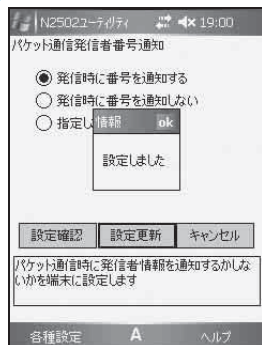 N2502ユーティリティ 19:00
パケット通信発信者番号通知
発信時に番号を通知する
発信時に番号を通知しない
指定し
情報 ok
設定しました
設定確認 設定更新 キャンセル
パケット通信時に発信者情報を通知するかしな
いかを端末に設定します
各種設定 A ヘルプ